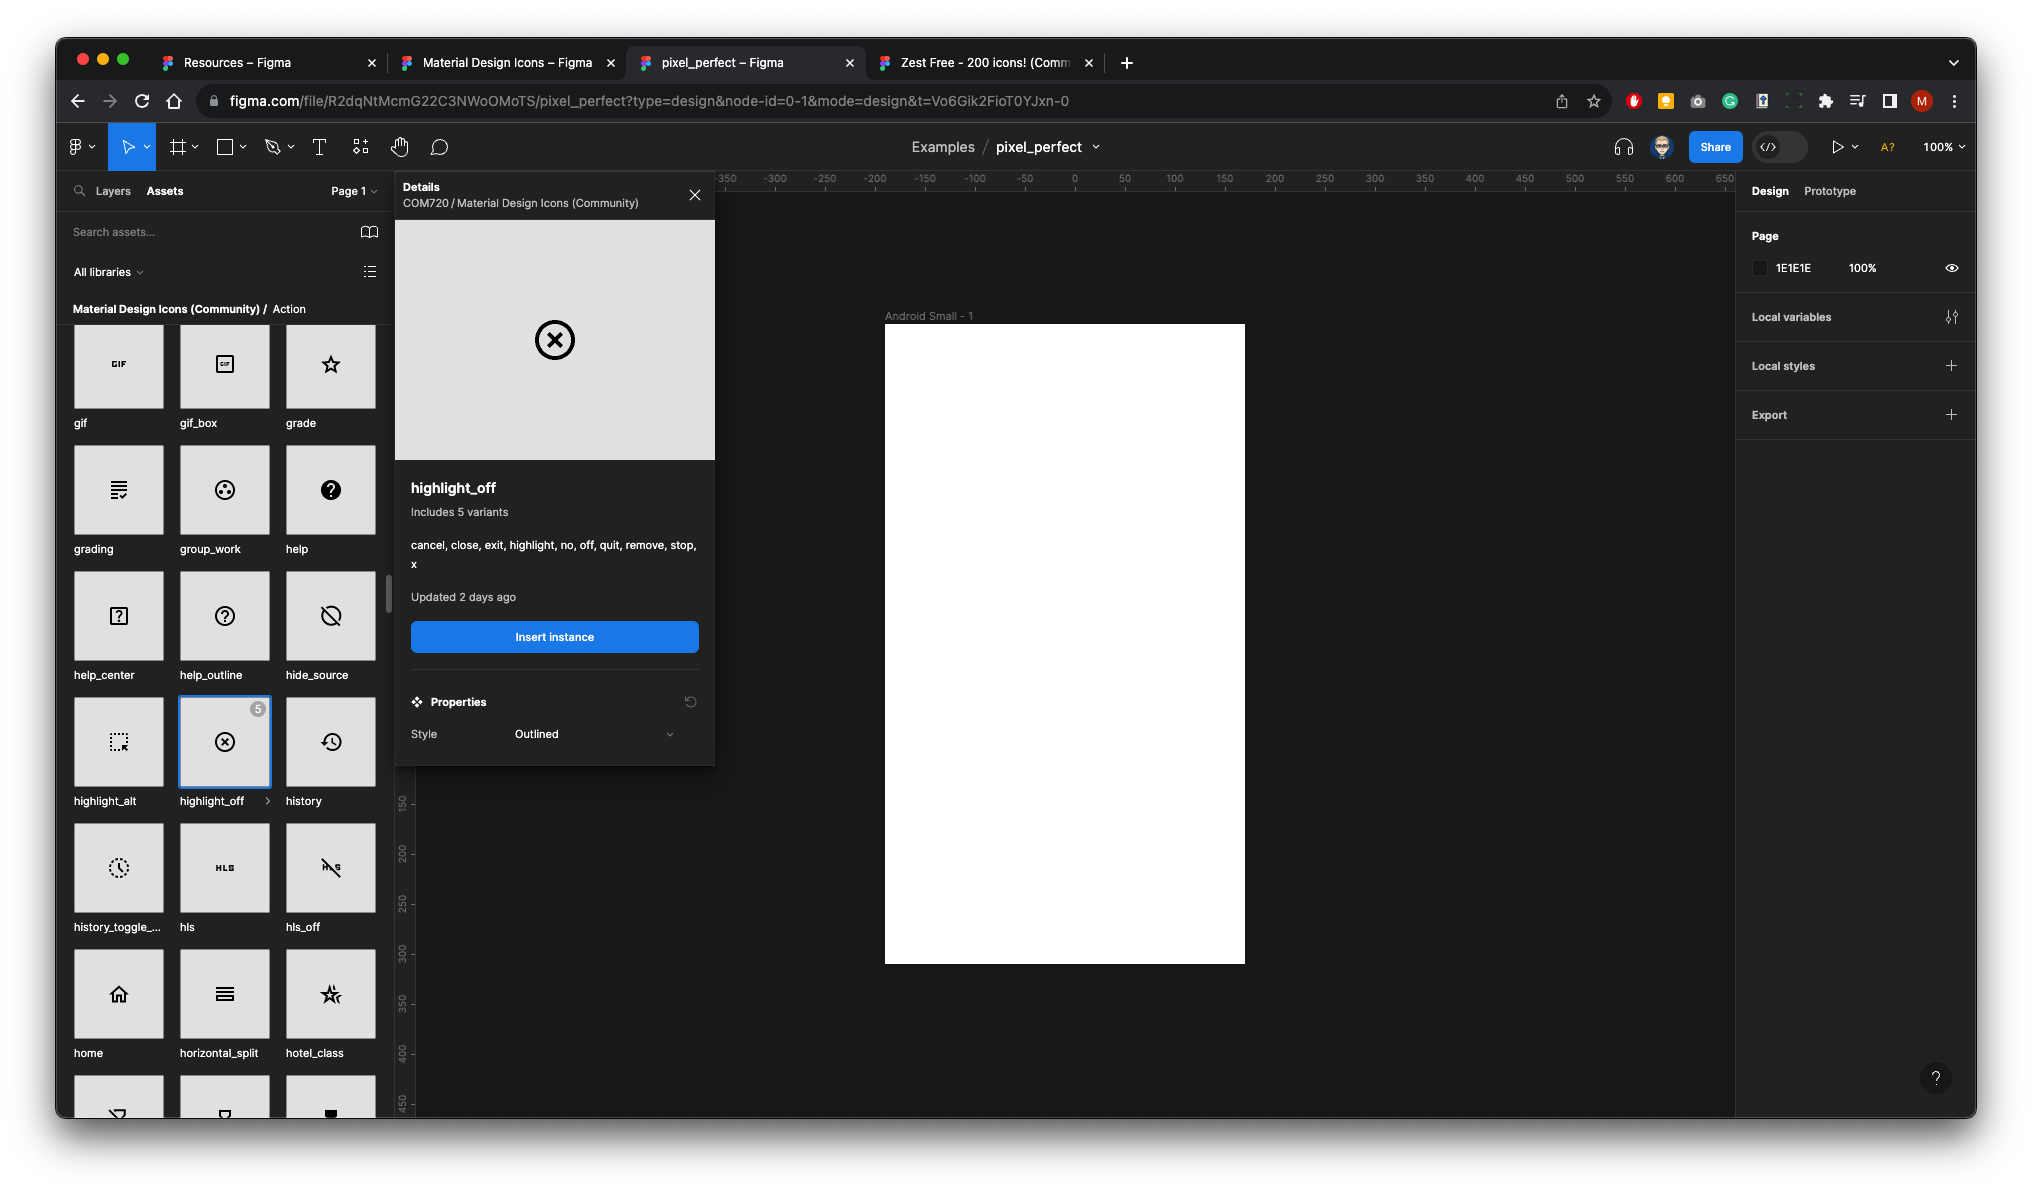 Resources – Figma
Material Design Icons – Figma
pixel_perfect – Figma
Zest Free - 200 icons! (Comm
figma.com/file/R2dqNtMcmG22C3NWoOMoTS/pixel_perfect?type=design&node-id=0-1&mode=design&t=Vo6Gik2FioT0YJxn-0
M
Examples / pixel_perfect
Share
A?
100%
Layers Assets Page 1
Search assets...
All libraries
Material Design Icons (Community) / Action
GIF
GIF
gif gif_box grade
grading group_work help
help_center help_outline hide_source
5
highlight_alt highlight_off history
HLS
HLS
history_toggle_... hls hls_off
home horizontal_split hotel_class
Details
COM720 / Material Design Icons (Community)
highlight_off
Includes 5 variants
cancel, close, exit, highlight, no, off, quit, remove, stop,
x
Updated 2 days ago
Insert instance
Properties
Style Outlined
-350 -300 -250 -200 -150 -100 -50 0 50 100 150 200 250 300 350 400 450 500 550 600 650
150
200
250
300
350
400
450
Android Small - 1
Design Prototype
Page
1E1E1E 100%
Local variables
Local styles
Export
?